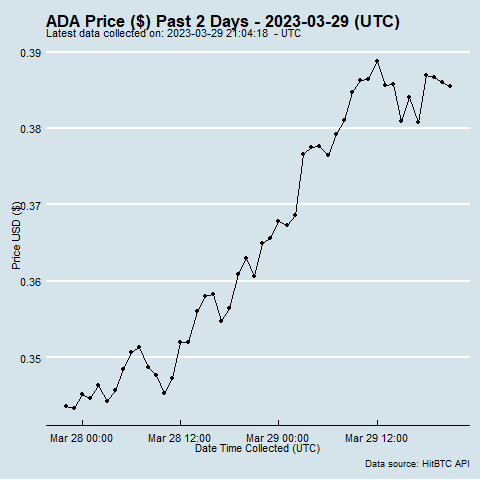 ADA Price ($) Past 2 Days - 2023-03-29 (UTC)
Latest data collected on: 2023-03-29 21:04:18 - UTC
0.39
0.38
0.37
0.36
0.35
Price USD ($)
Mar 28 00:00 Mar 28 12:00 Mar 29 00:00 Mar 29 12:00
Date Time Collected (UTC)
Data source: HitBTC API